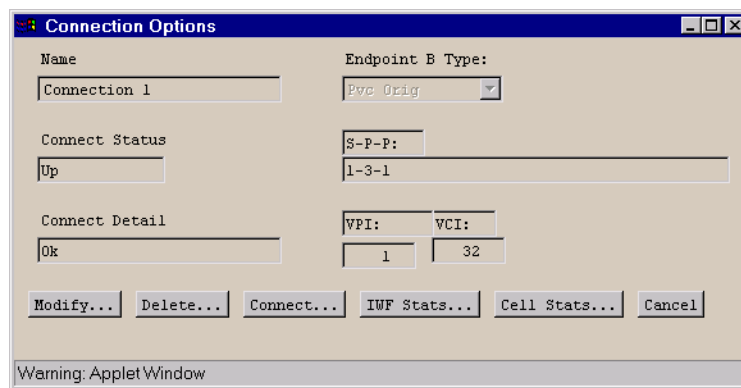 Connection Options
Name
Endpoint B Type:
Connection 1
Pvc Orig
Connect Status
S-P-P:
Up
1-3-1
Connect Detail
VPI: VCI:
Ok
1 32
Modify... Delete... Connect... IWF Stats... Cell Stats... Cancel
Warning: Applet Window